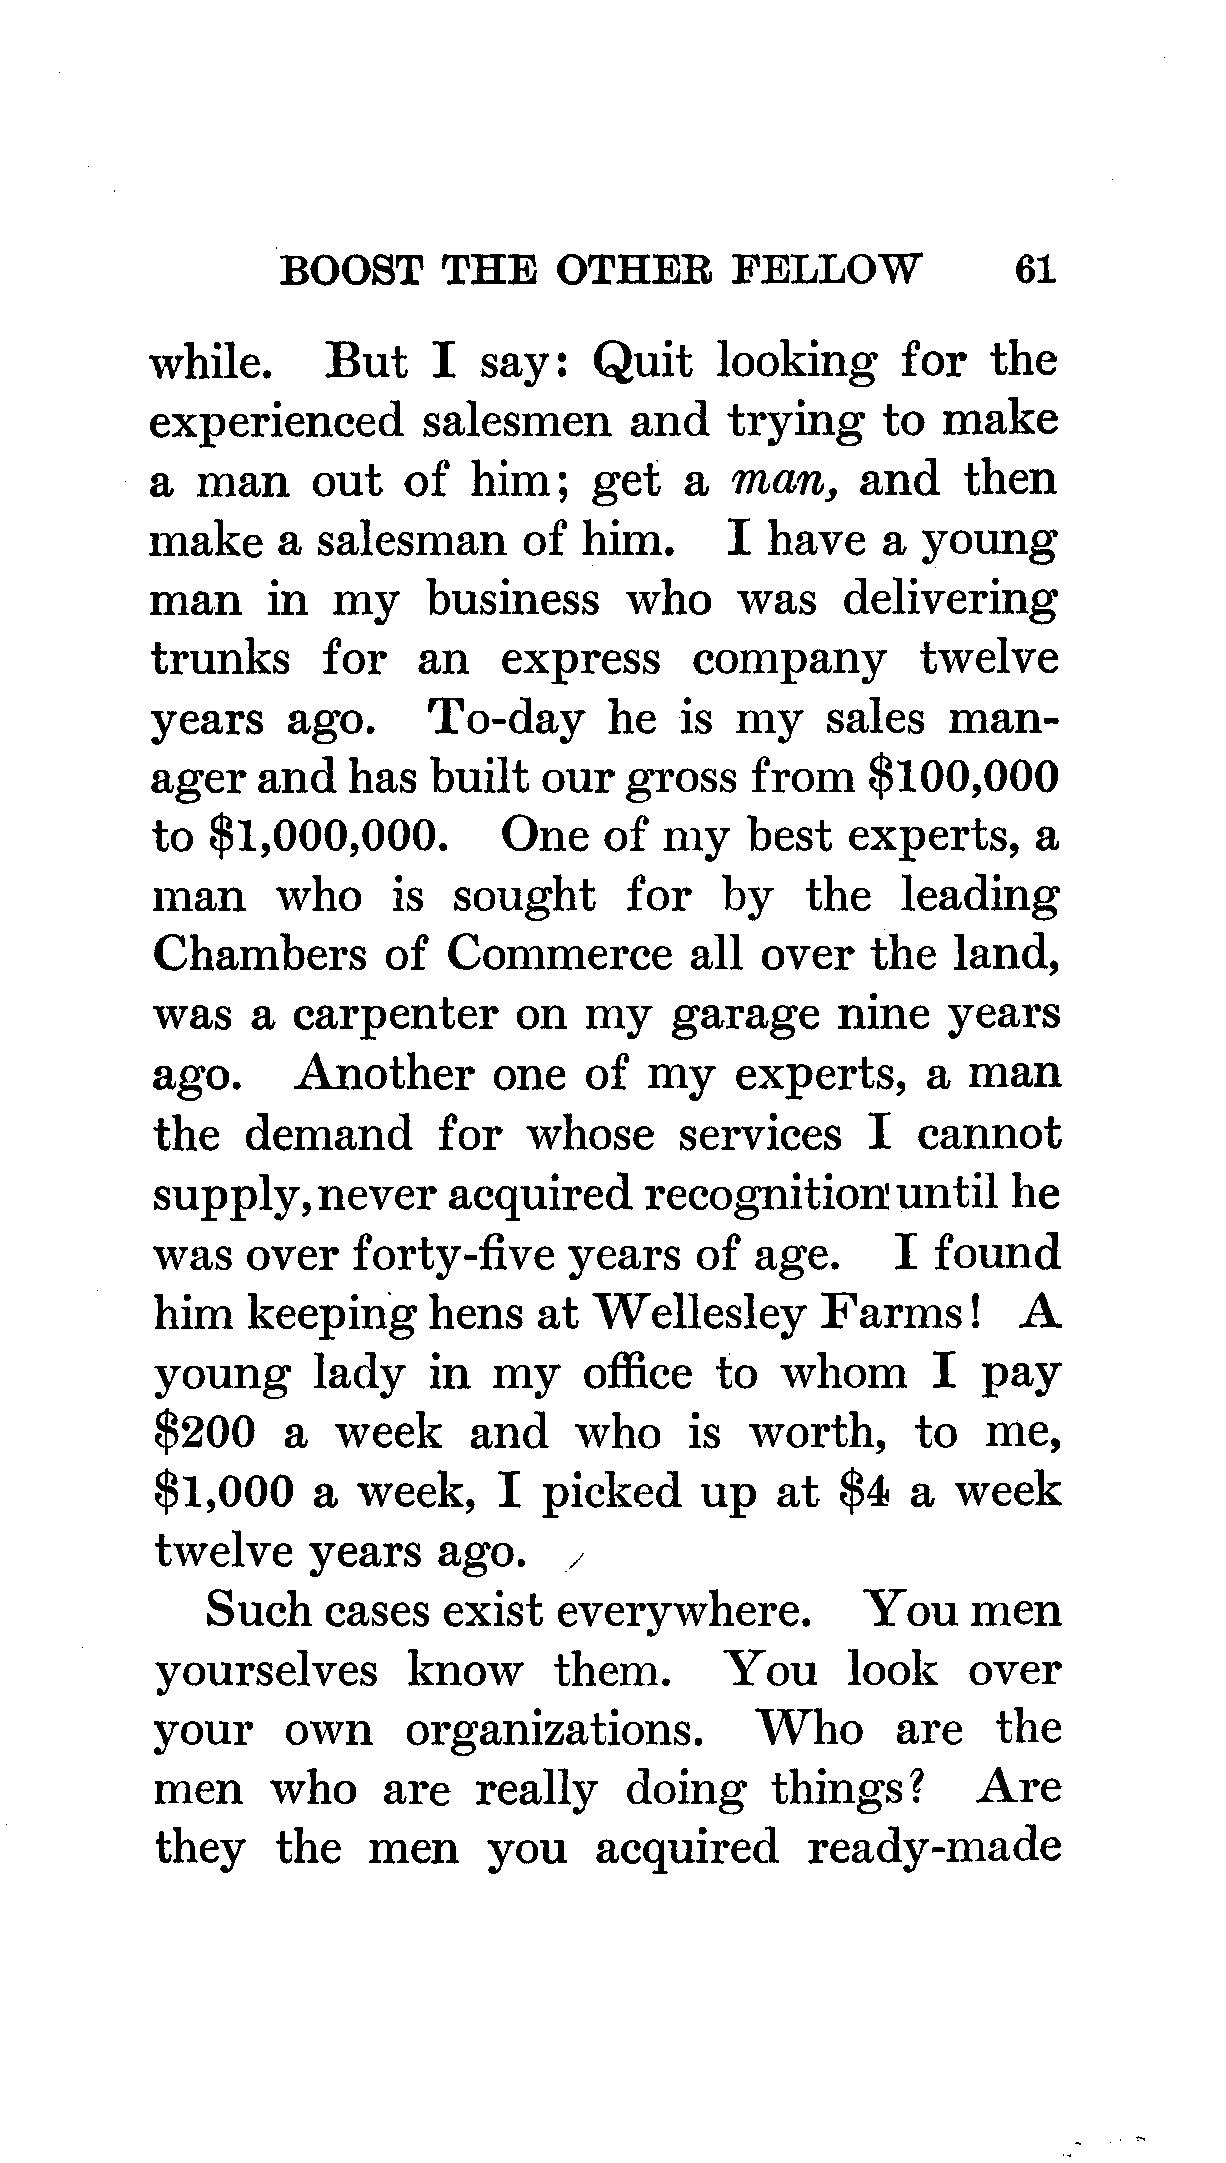 BOOST THE OTHER FELLOW 61
while. But I say: Quit looking for the
experienced salesmen and trying to make
a man out of him; get a man, and then
make a salesman of him. I have a young
man in my business who was delivering
trunks for an express company twelve
years ago. To-day he is my sales man-
ager and has built our gross from $100,000
to $1,000,000. One of my best experts, a
man who is sought for by the leading
Chambers of Commerce all over the land,
was a carpenter on my garage nine years
ago. Another one of my experts, a man
the demand for whose services I cannot
supply, never acquired recognition until he
was over forty-five years of age. I found
him keeping hens at Wellesley Farms! A
young lady in my office to whom I pay
$200 a week and who is worth, to me,
$1,000 a week, I picked up at $4 a week
twelve years ago.
Such cases exist everywhere. You men
yourselves know them. You look over
your own organizations. Who are the
men who are really doing things? Are
they the men you acquired ready-made